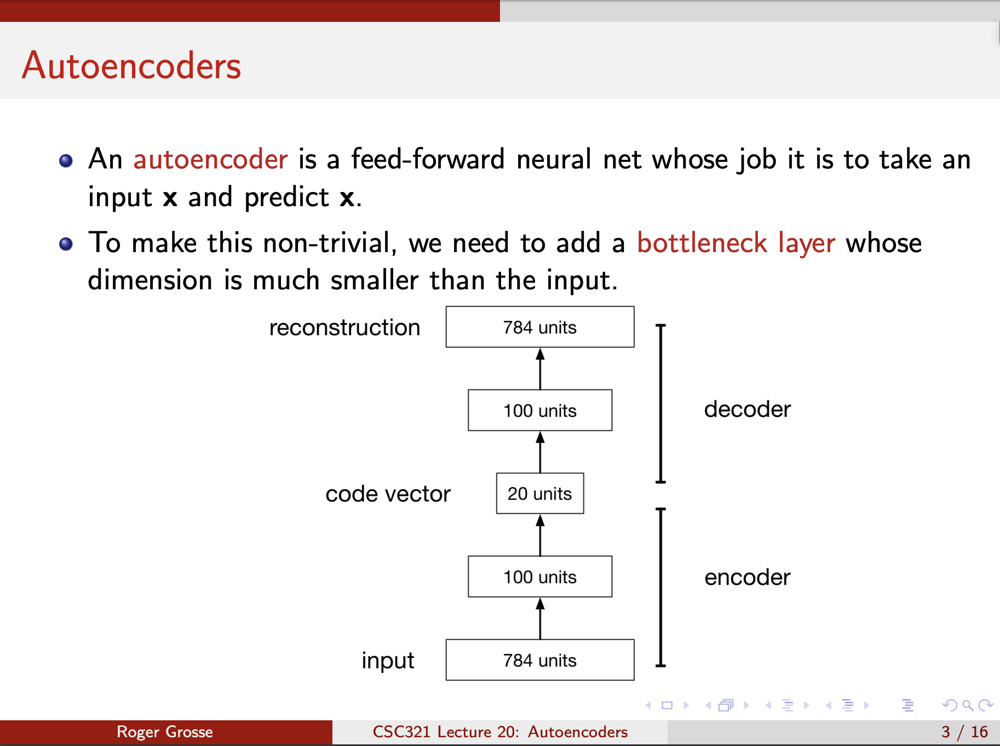 Autoencoders
An autoencoder is a feed-forward neural net whose job it is to take an
input x and predict x.
To make this non-trivial, we need to add a bottleneck layer whose
dimension is much smaller than the input.
reconstruction 784 units
100 units
decoder
code vector 20 units
100 units
encoder
input 784 units
Roger Grosse CSC321 Lecture 20: Autoencoders 3 / 16